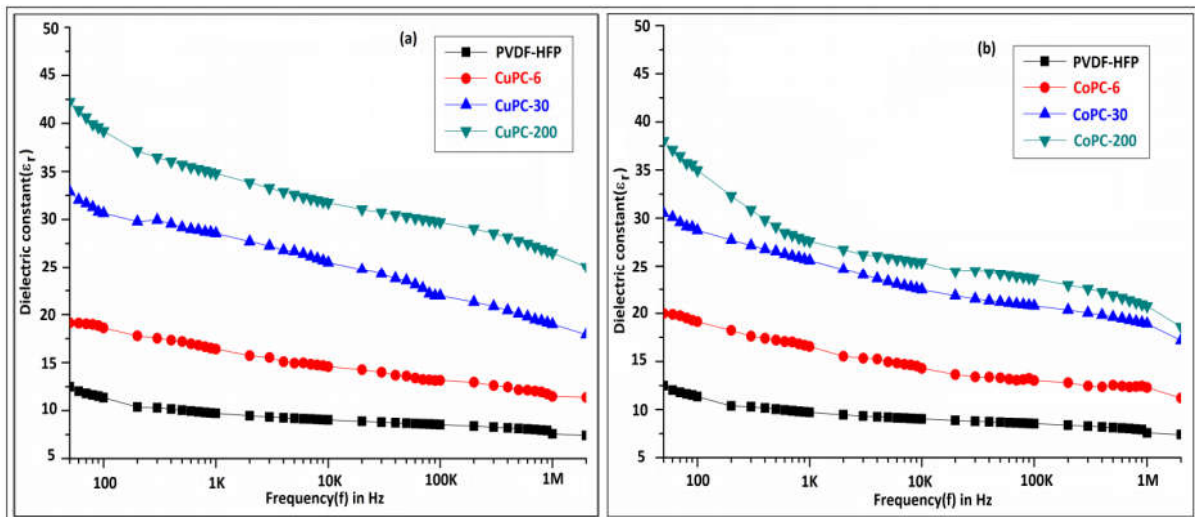 (a)
PVDF-HFP
CuPC-6
CuPC-30
CuPC-200
Dielectric constant(εr)
50
45
40
35
30
25
20
15
10
5
100 1K 10K 100K 1M
Frequency(f) in Hz
(b)
PVDF-HFP
CoPC-6
CoPC-30
CoPC-200
Dielectric constant(εr)
50
45
40
35
30
25
20
15
10
5
100 1K 10K 100K 1M
Frequency(f) in Hz